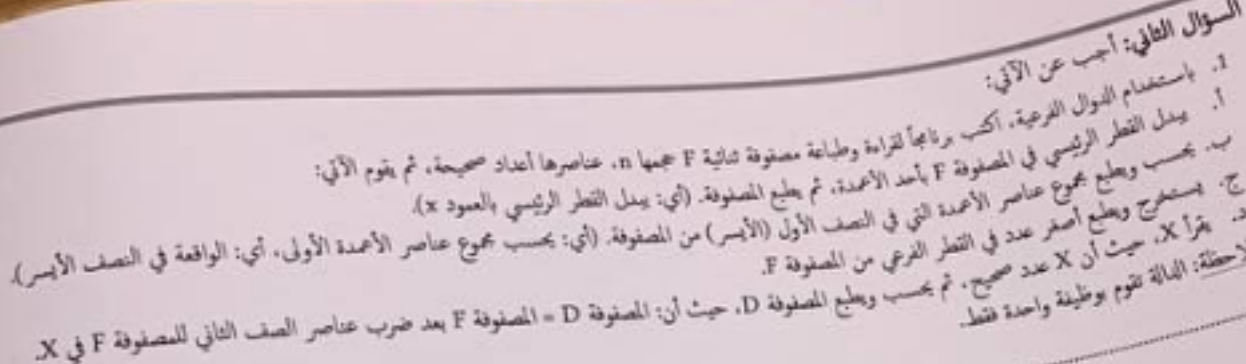 السؤال الثاني: أجب عن الآتي:
1. باستخدام الدوال الفرعية، اكتب برنامجاً لقراءة وطباعة مصفوفة ثنائية F حجمها n، عناصرها أعداد صحيحة، ثم يقوم الآتي:
أ. يبدل القطر الرئيسي في المصفوفة F بأحد الأعمدة، ثم يطبع المصفوفة. (أي: يبدل القطر الرئيسي بالعمود x).
ب. يحسب ويطبع مجموع عناصر الأعمدة التي في النصف الأول (الأيسر) من المصفوفة. (أي: يحسب مجموع عناصر الأعمدة الأولى، أي: الواقعة في النصف الأيسر).
ج. يستخرج ويطبع أصغر عدد في القطر الفرعي من المصفوفة F.
د. يقرأ X، حيث أن X عدد صحيح، ثم يحسب ويطبع المصفوفة D، حيث أن: المصفوفة D = المصفوفة F بعد ضرب عناصر الصف الثاني للمصفوفة F في X.
لاحظة: الدالة تقوم بوظيفة واحدة فقط.